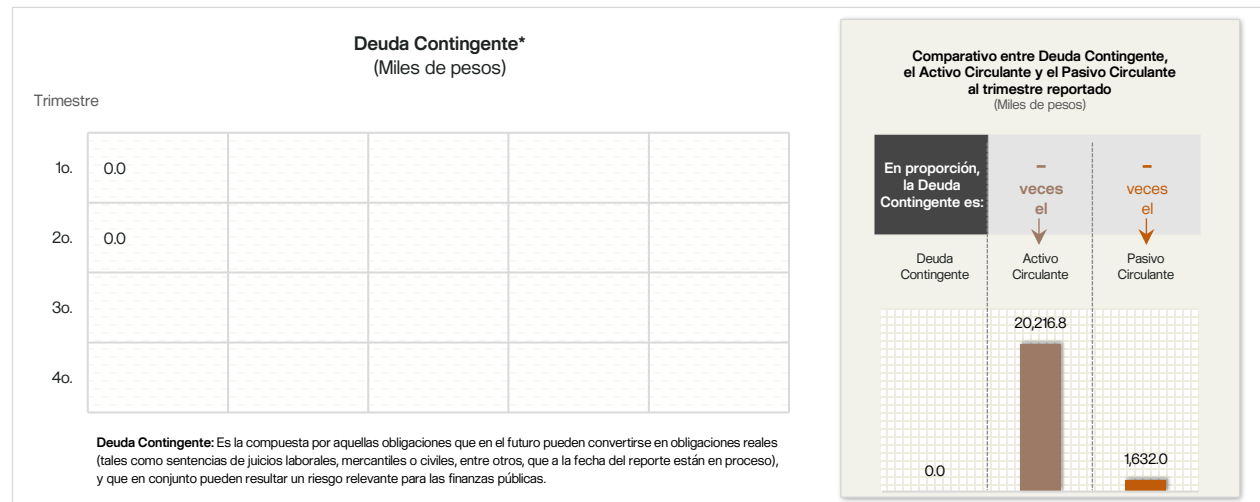 Deuda Contingente*
(Miles de pesos)
Trimestre
1o. 0.0
2o. 0.0
3o.
4o.
Deuda Contingente: Es la compuesta por aquellas obligaciones que en el futuro pueden convertirse en obligaciones reales
(tales como sentencias de juicios laborales, mercantiles o civiles, entre otros, que a la fecha del reporte están en proceso),
y que en conjunto pueden resultar un riesgo relevante para las finanzas públicas.
Comparativo entre Deuda Contingente,
el Activo Circulante y el Pasivo Circulante
al trimestre reportado
(Miles de pesos)
En proporción,
la Deuda
Contingente es:
–
veces
el
–
veces
el
Deuda
Contingente
Activo
Circulante
Pasivo
Circulante
0.0
20,216.8
1,632.0